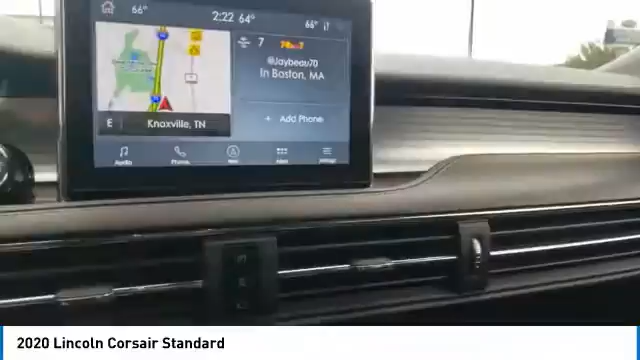 66°
2:22 64°
66°
7
@Jaybeau70
In Boston, MA
E
Knoxville, TN
+ Add Phone
Audio
Phone
Nav
2020 Lincoln Corsair Standard